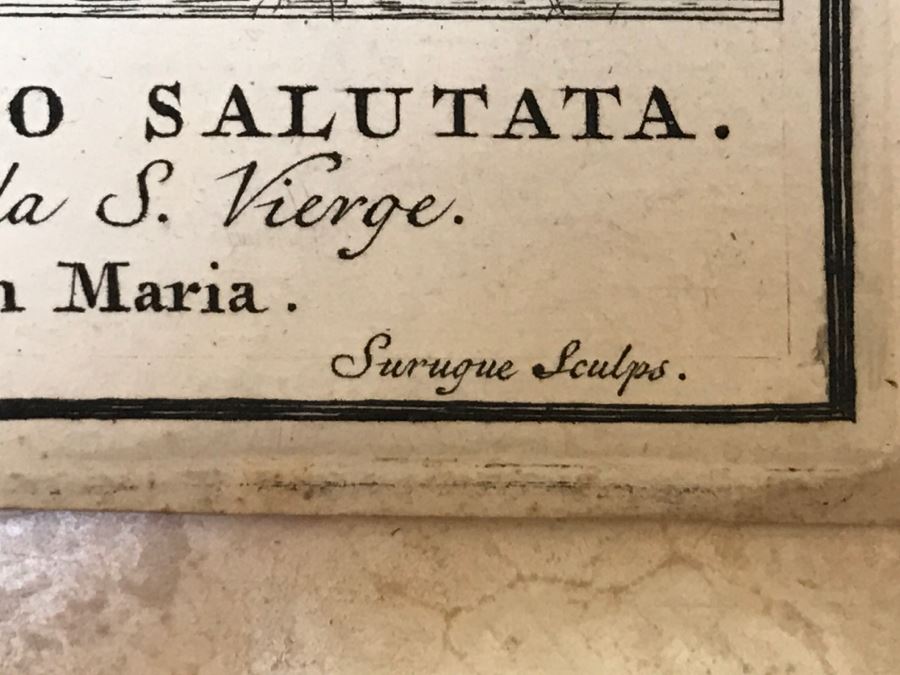 O SALUTATA.
la S. Vierge.
n Maria.
Surugue Sculps.